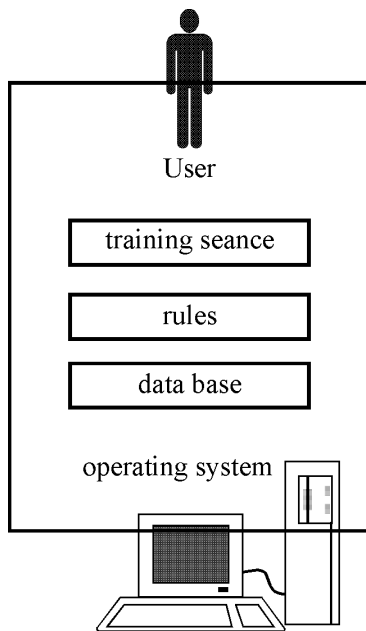 User
training seance
rules
data base
operating system